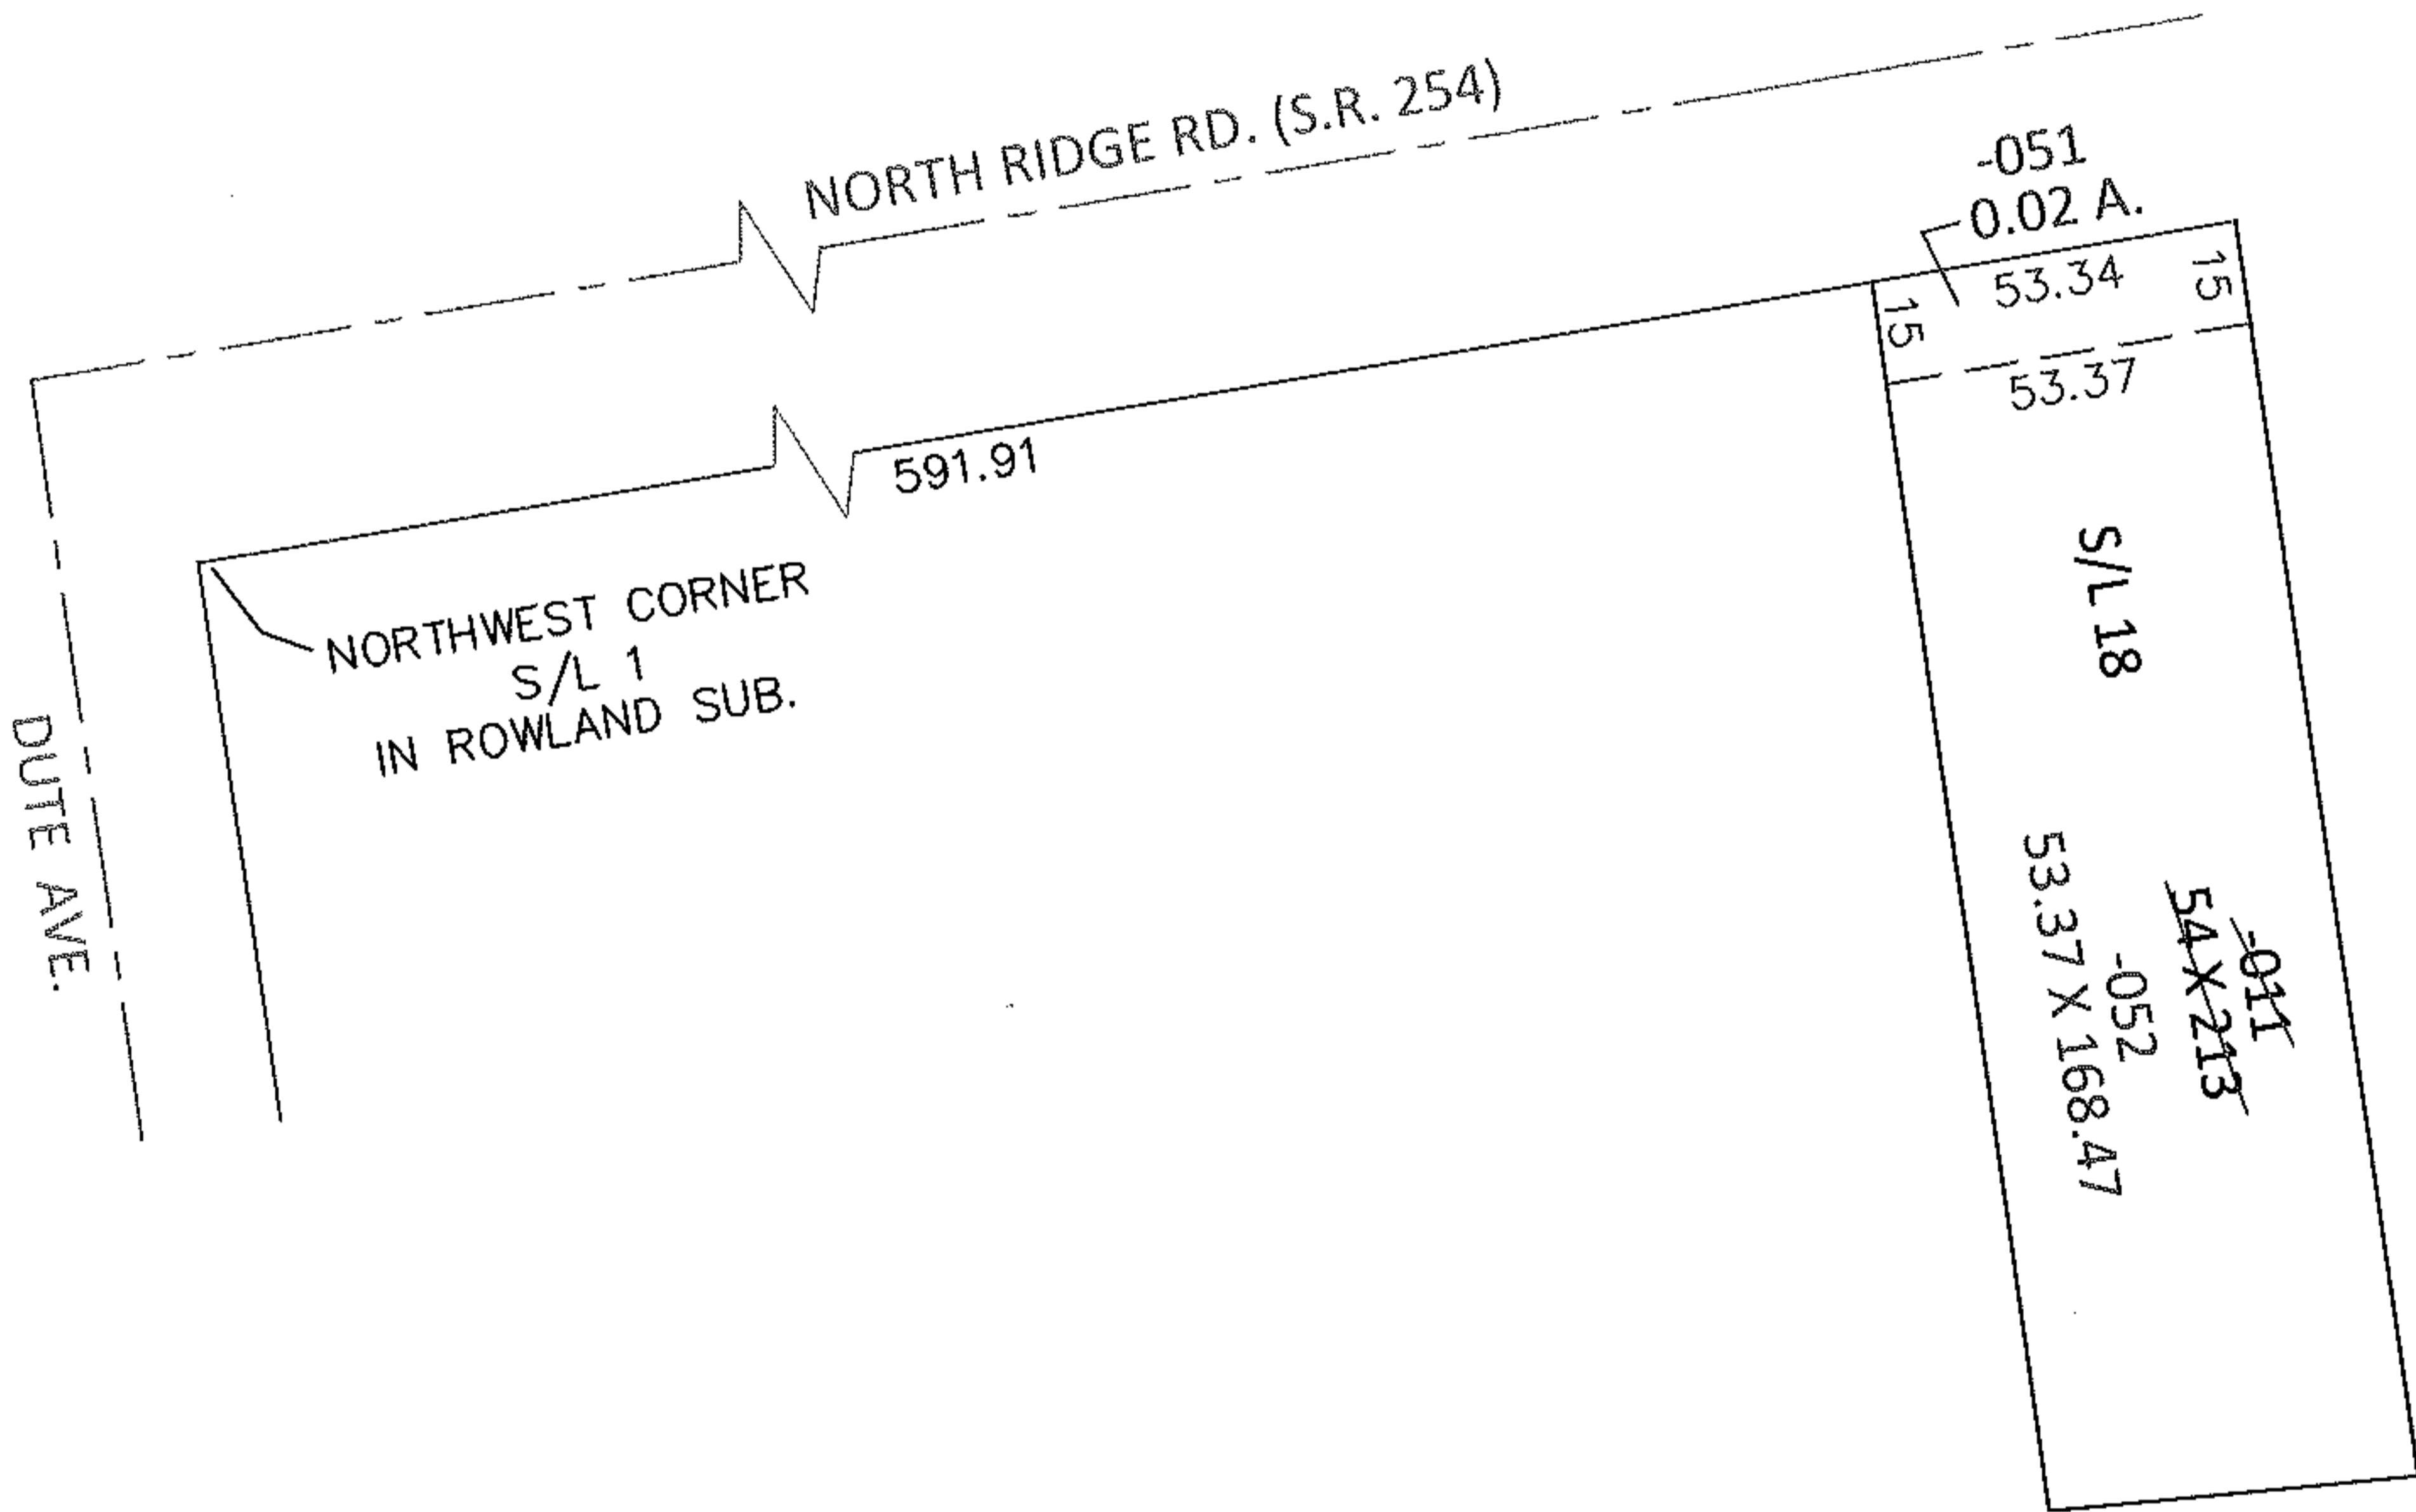 NORTH RIDGE RD. (S.R. 254)
-051
0.02 A.
53.34
15
15
53.37
591.91
NORTHWEST CORNER
S/L 1
IN ROWLAND SUB.
DUTE AVE.
S/L 18
-011
54 X 213
-052
53.37 X 168.47